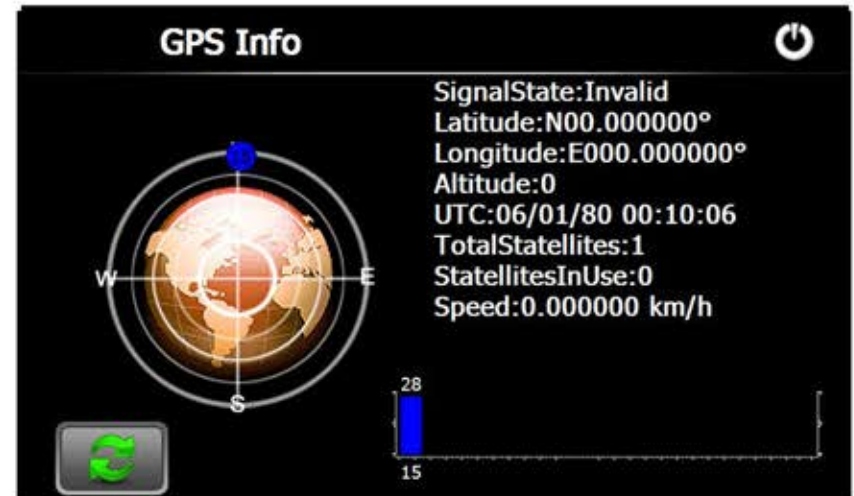 GPS Info
SignalState:Invalid
Latitude:N00.000000°
Longitude:E000.000000°
Altitude:0
UTC:06/01/80 00:10:06
TotalStatellites:1
StatellitesInUse:0
Speed:0.000000 km/h
W
E
S
28
15